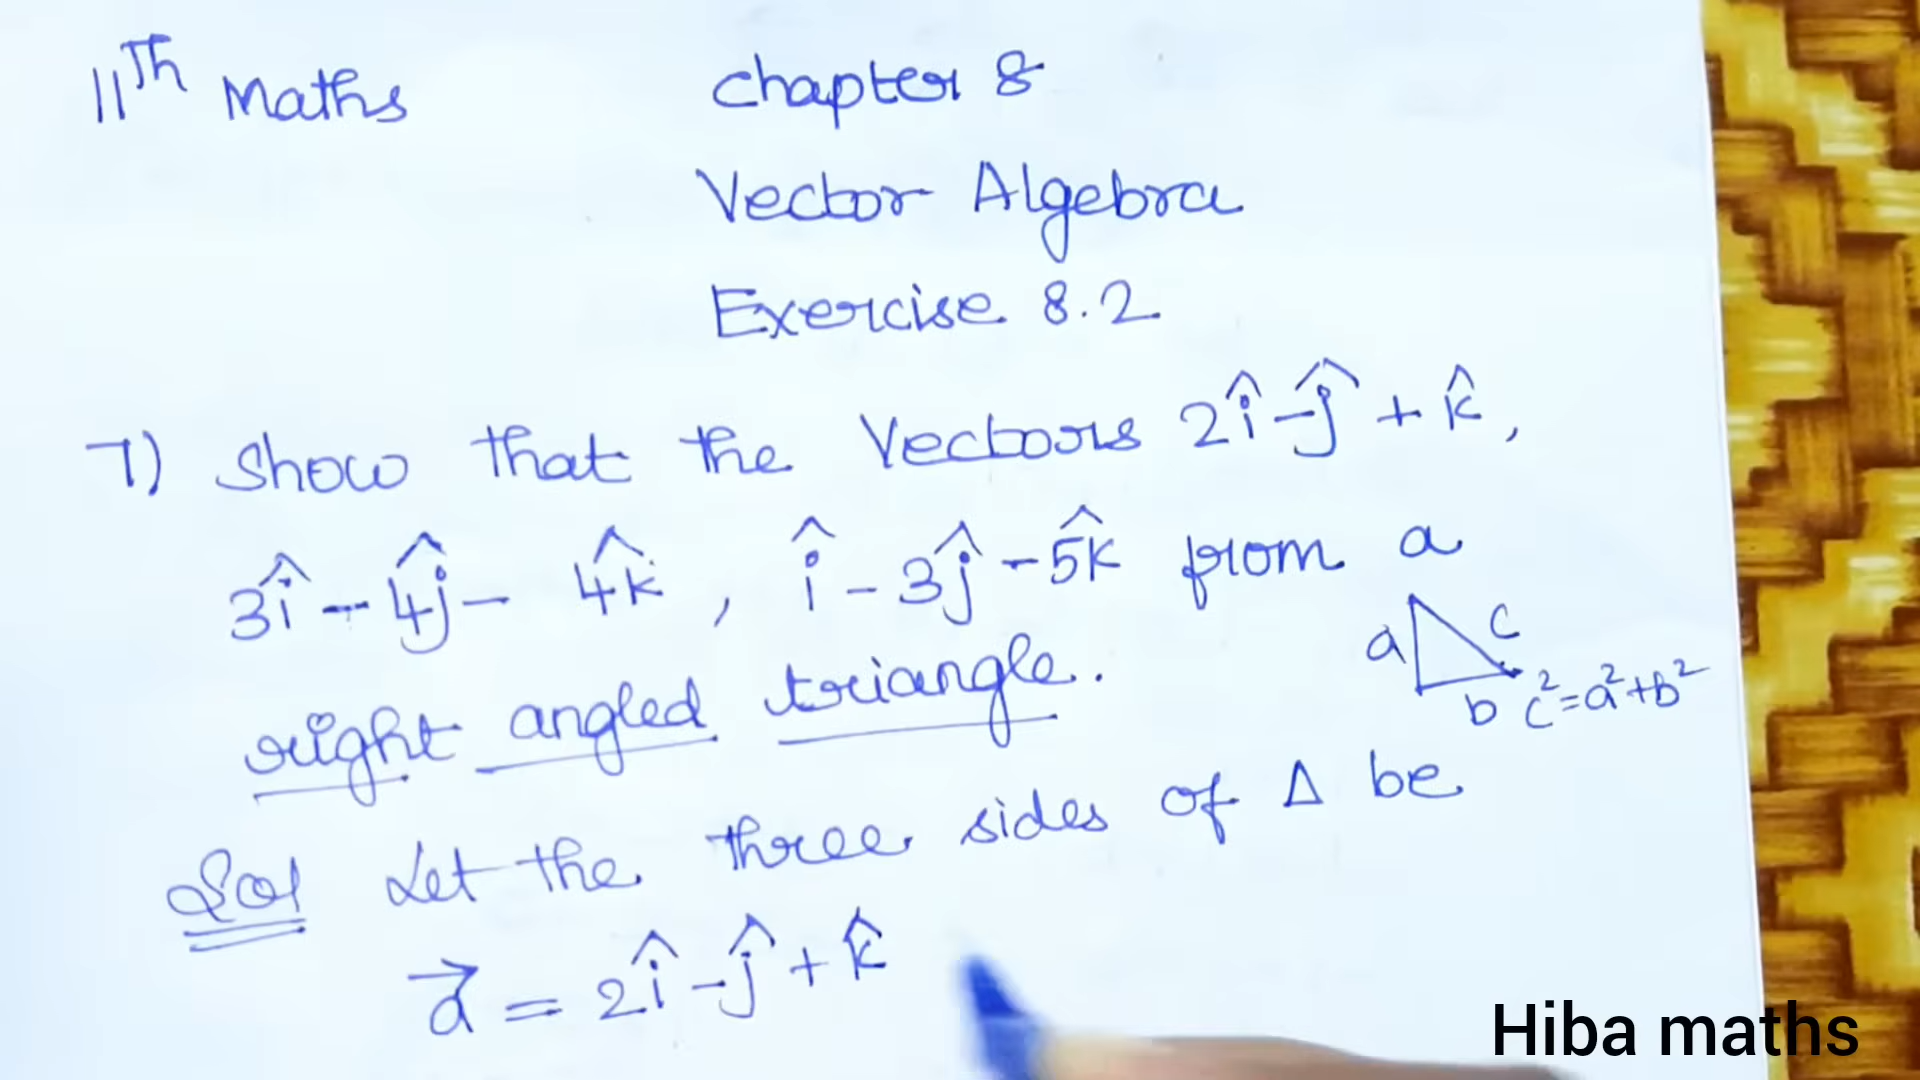 11Th Maths chapter 8
Vector Algebra
Exercise 8.2
7) Show that the Vectors 2î-ĵ + k̂,
3î - 4ĵ - 4k̂, î - 3ĵ - 5k̂ from a
right angled triangle.
a c
b c²=a²+b²
Sol Let the three sides of Δ be
a⃗ = 2î-ĵ+k̂
Hiba maths